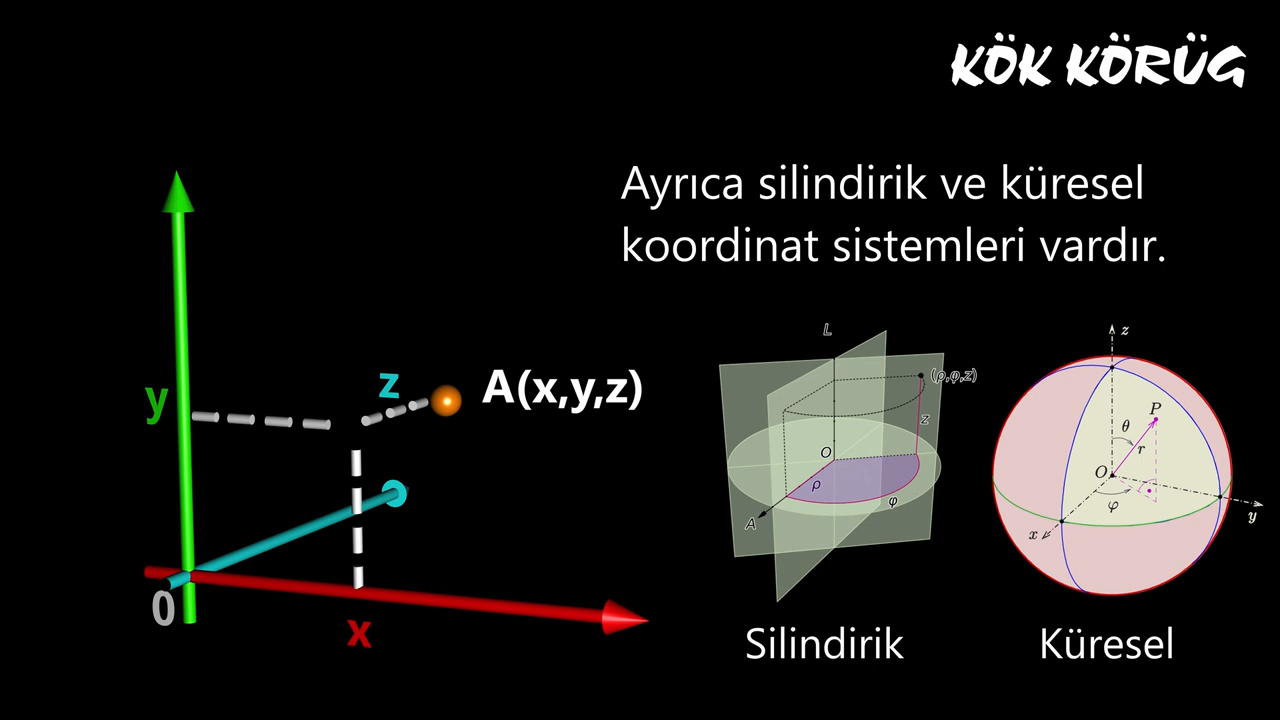 KÖK KÖRÜG
Ayrıca silindirik ve küresel
koordinat sistemleri vardır.
y
z
A(x,y,z)
0
x
L
(ρ,φ,z)
z
O
ρ
φ
A
Silindirik
z
P
θ
r
O
φ
x
y
Küresel